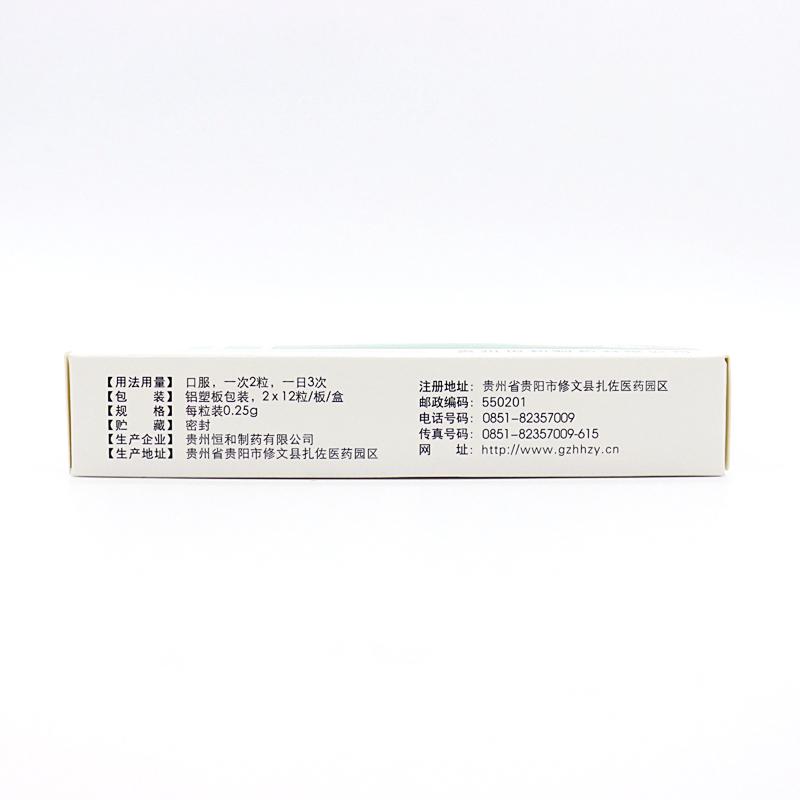 【用法用量】 口服，一次2粒，一日3次
【包 装】 铝塑板包装，2×12粒/板/盒
【规 格】 每粒装0.25g
【贮 藏】 密封
【生产企业】 贵州恒和制药有限公司
【生产地址】 贵州省贵阳市修文县扎佐医药园区
注册地址：贵州省贵阳市修文县扎佐医药园区
邮政编码：550201
电话号码：0851-82357009
传真号码：0851-82357009-615
网 址：http://www.gzhhzy.cn